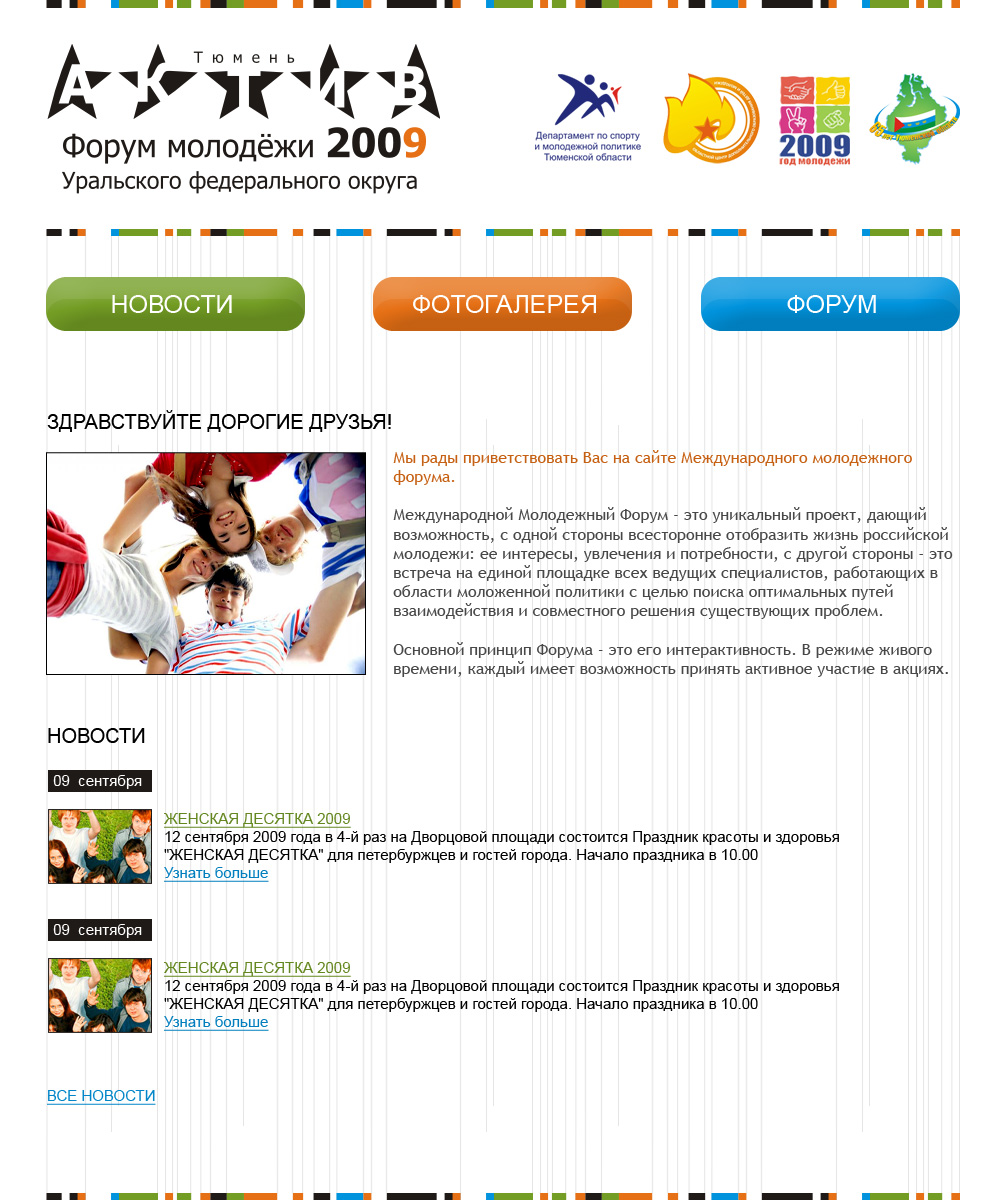 Тюмень
АКТИВ
Форум молодёжи 2009
Уральского федерального округа
Департамент по спорту
и молодежной политике
Тюменской области
2009
год молодежи
НОВОСТИ
ФОТОГАЛЕРЕЯ
ФОРУМ
ЗДРАВСТВУЙТЕ ДОРОГИЕ ДРУЗЬЯ!
Мы рады приветствовать Вас на сайте Международного молодежного
форума.
Международной Молодежный Форум - это уникальный проект, дающий
возможность, с одной стороны всесторонне отобразить жизнь российской
молодежи: ее интересы, увлечения и потребности, с другой стороны - это
встреча на единой площадке всех ведущих специалистов, работающих в
области моложенной политики с целью поиска оптимальных путей
взаимодействия и совместного решения существующих проблем.
Основной принцип Форума - это его интерактивность. В режиме живого
времени, каждый имеет возможность принять активное участие в акциях.
НОВОСТИ
09 сентября
ЖЕНСКАЯ ДЕСЯТКА 2009
12 сентября 2009 года в 4-й раз на Дворцовой площади состоится Праздник красоты и здоровья
"ЖЕНСКАЯ ДЕСЯТКА" для петербуржцев и гостей города. Начало праздника в 10.00
Узнать больше
09 сентября
ЖЕНСКАЯ ДЕСЯТКА 2009
12 сентября 2009 года в 4-й раз на Дворцовой площади состоится Праздник красоты и здоровья
"ЖЕНСКАЯ ДЕСЯТКА" для петербуржцев и гостей города. Начало праздника в 10.00
Узнать больше
ВСЕ НОВОСТИ